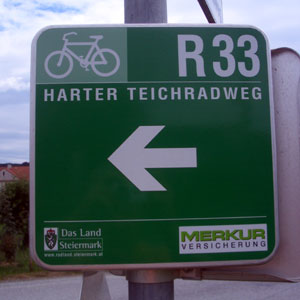 R33
HARTER TEICHRADWEG
Das Land
Steiermark
www.radland.steiermark.at
MERKUR
VERSICHERUNG